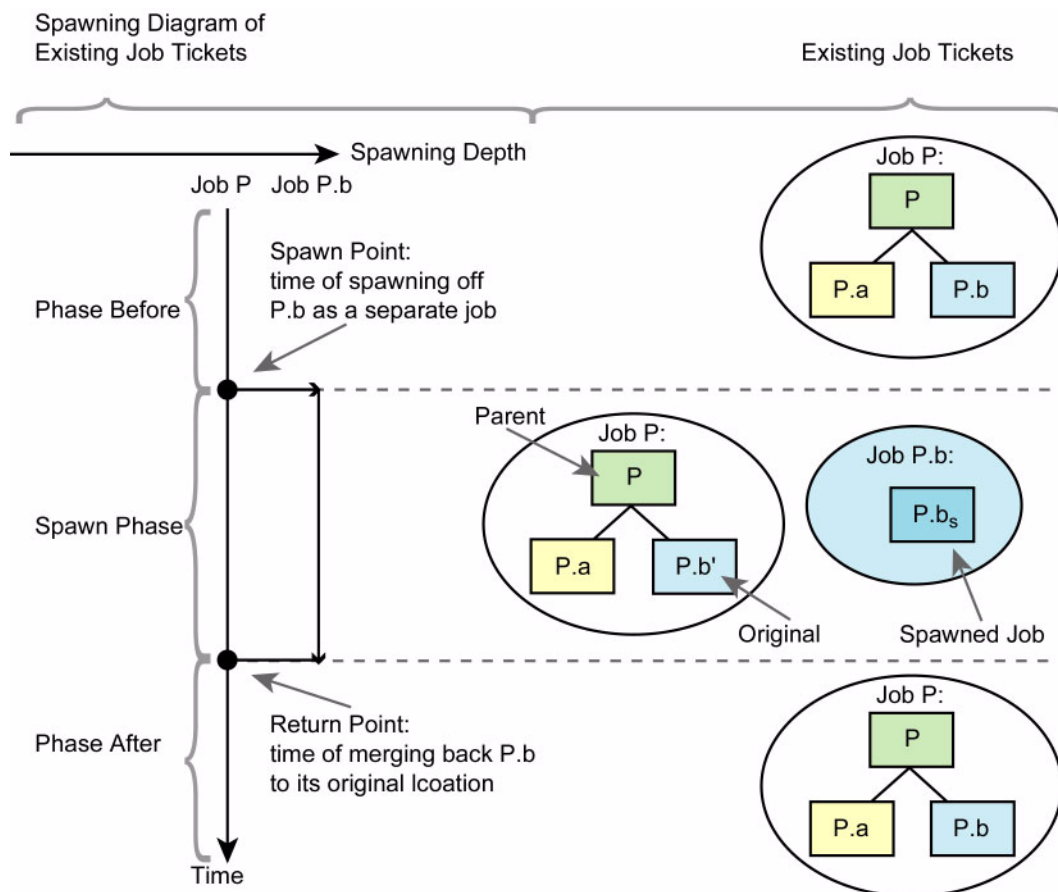 Spawning Diagram of
Existing Job Tickets
Existing Job Tickets
Spawning Depth
Job P
Job P.b
Job P:
P
P.a
P.b
Spawn Point:
time of spawning off
P.b as a separate job
Phase Before
Parent
Job P:
P
P.a
P.b'
Original
Job P.b:
P.bs
Spawned Job
Spawn Phase
Return Point:
time of merging back P.b
to its original lcoation
Phase After
Job P:
P
P.a
P.b
Time